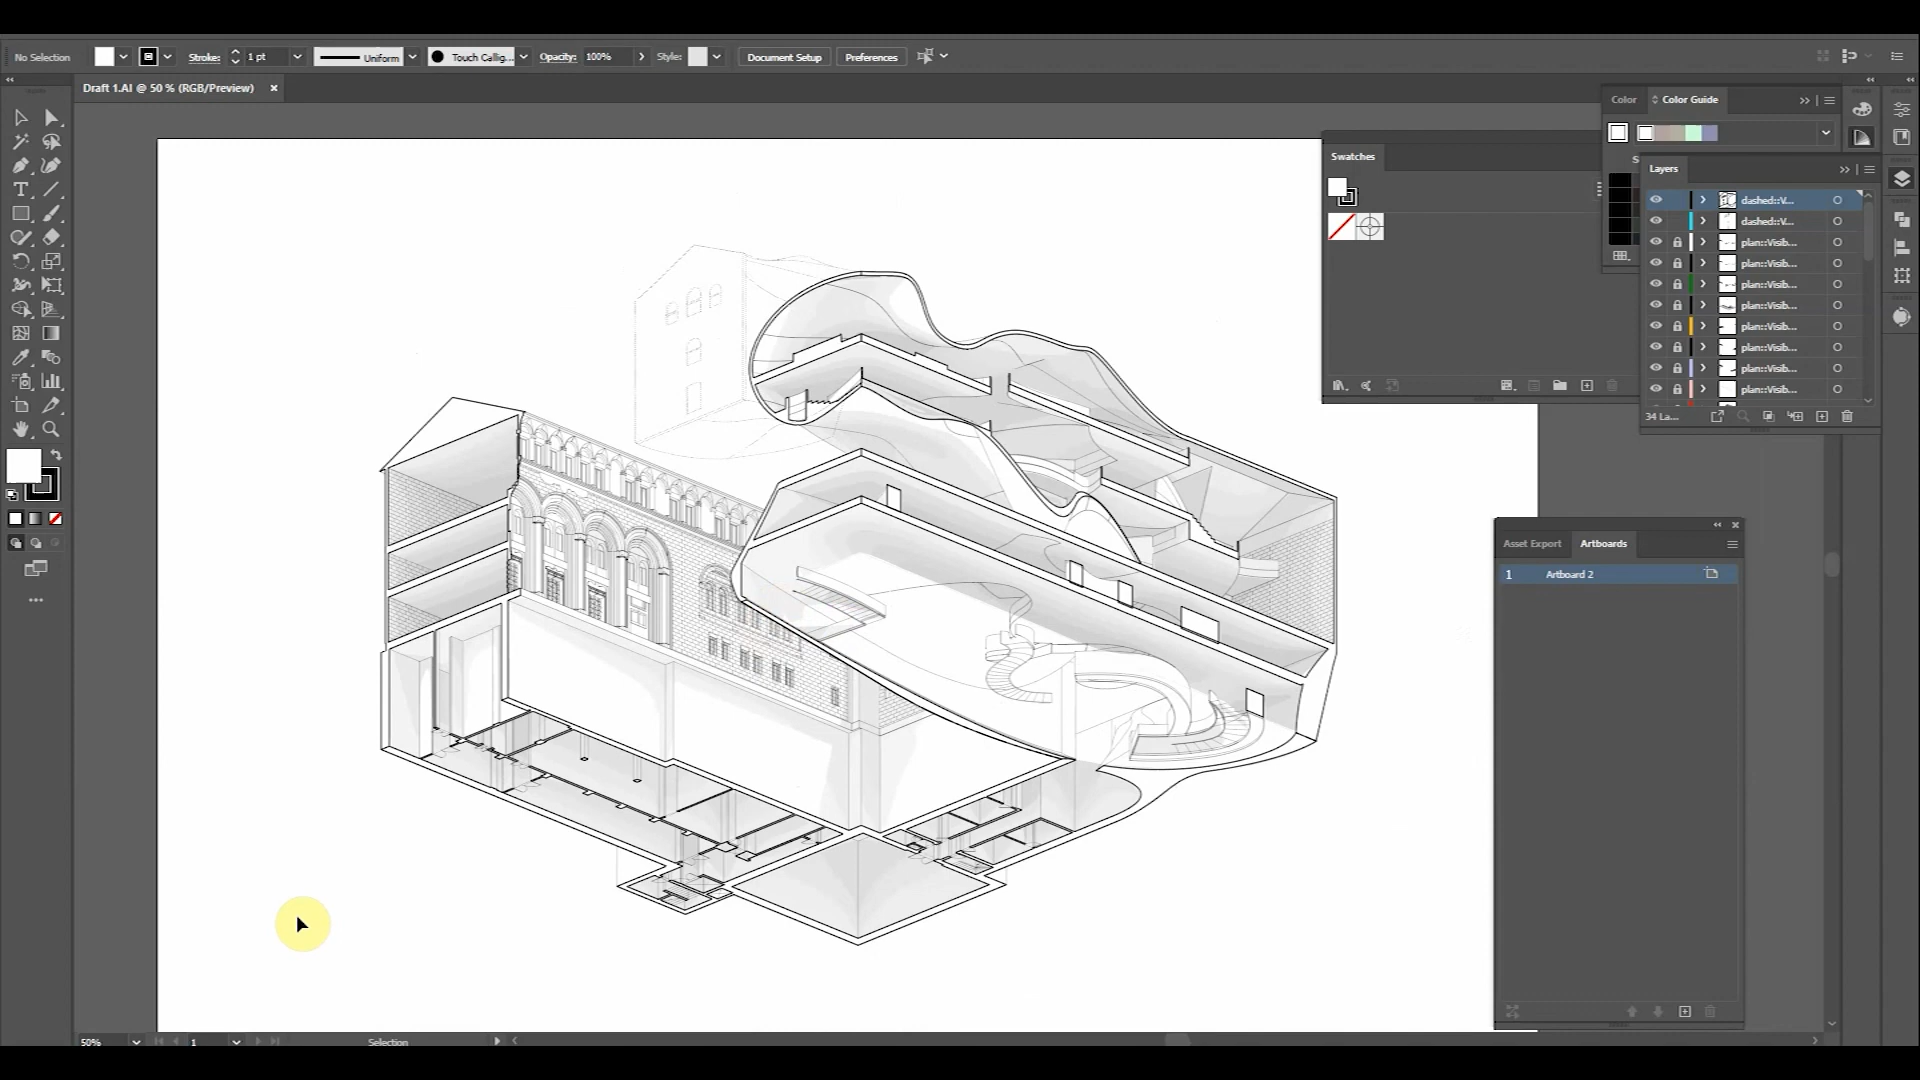 No Selection Stroke: 1 pt Uniform Touch Callig... Opacity: 100% Style: Document Setup Preferences
Draft 1.AI @ 50 % (RGB/Preview) ×
Color Color Guide
Swatches
Layers
dashed::V...
dashed::V...
plan::Visib...
plan::Visib...
plan::Visib...
plan::Visib...
plan::Visib...
plan::Visib...
plan::Visib...
plan::Visib...
34 La...
Asset Export Artboards
1 Artboard 2
50% 1 Selection